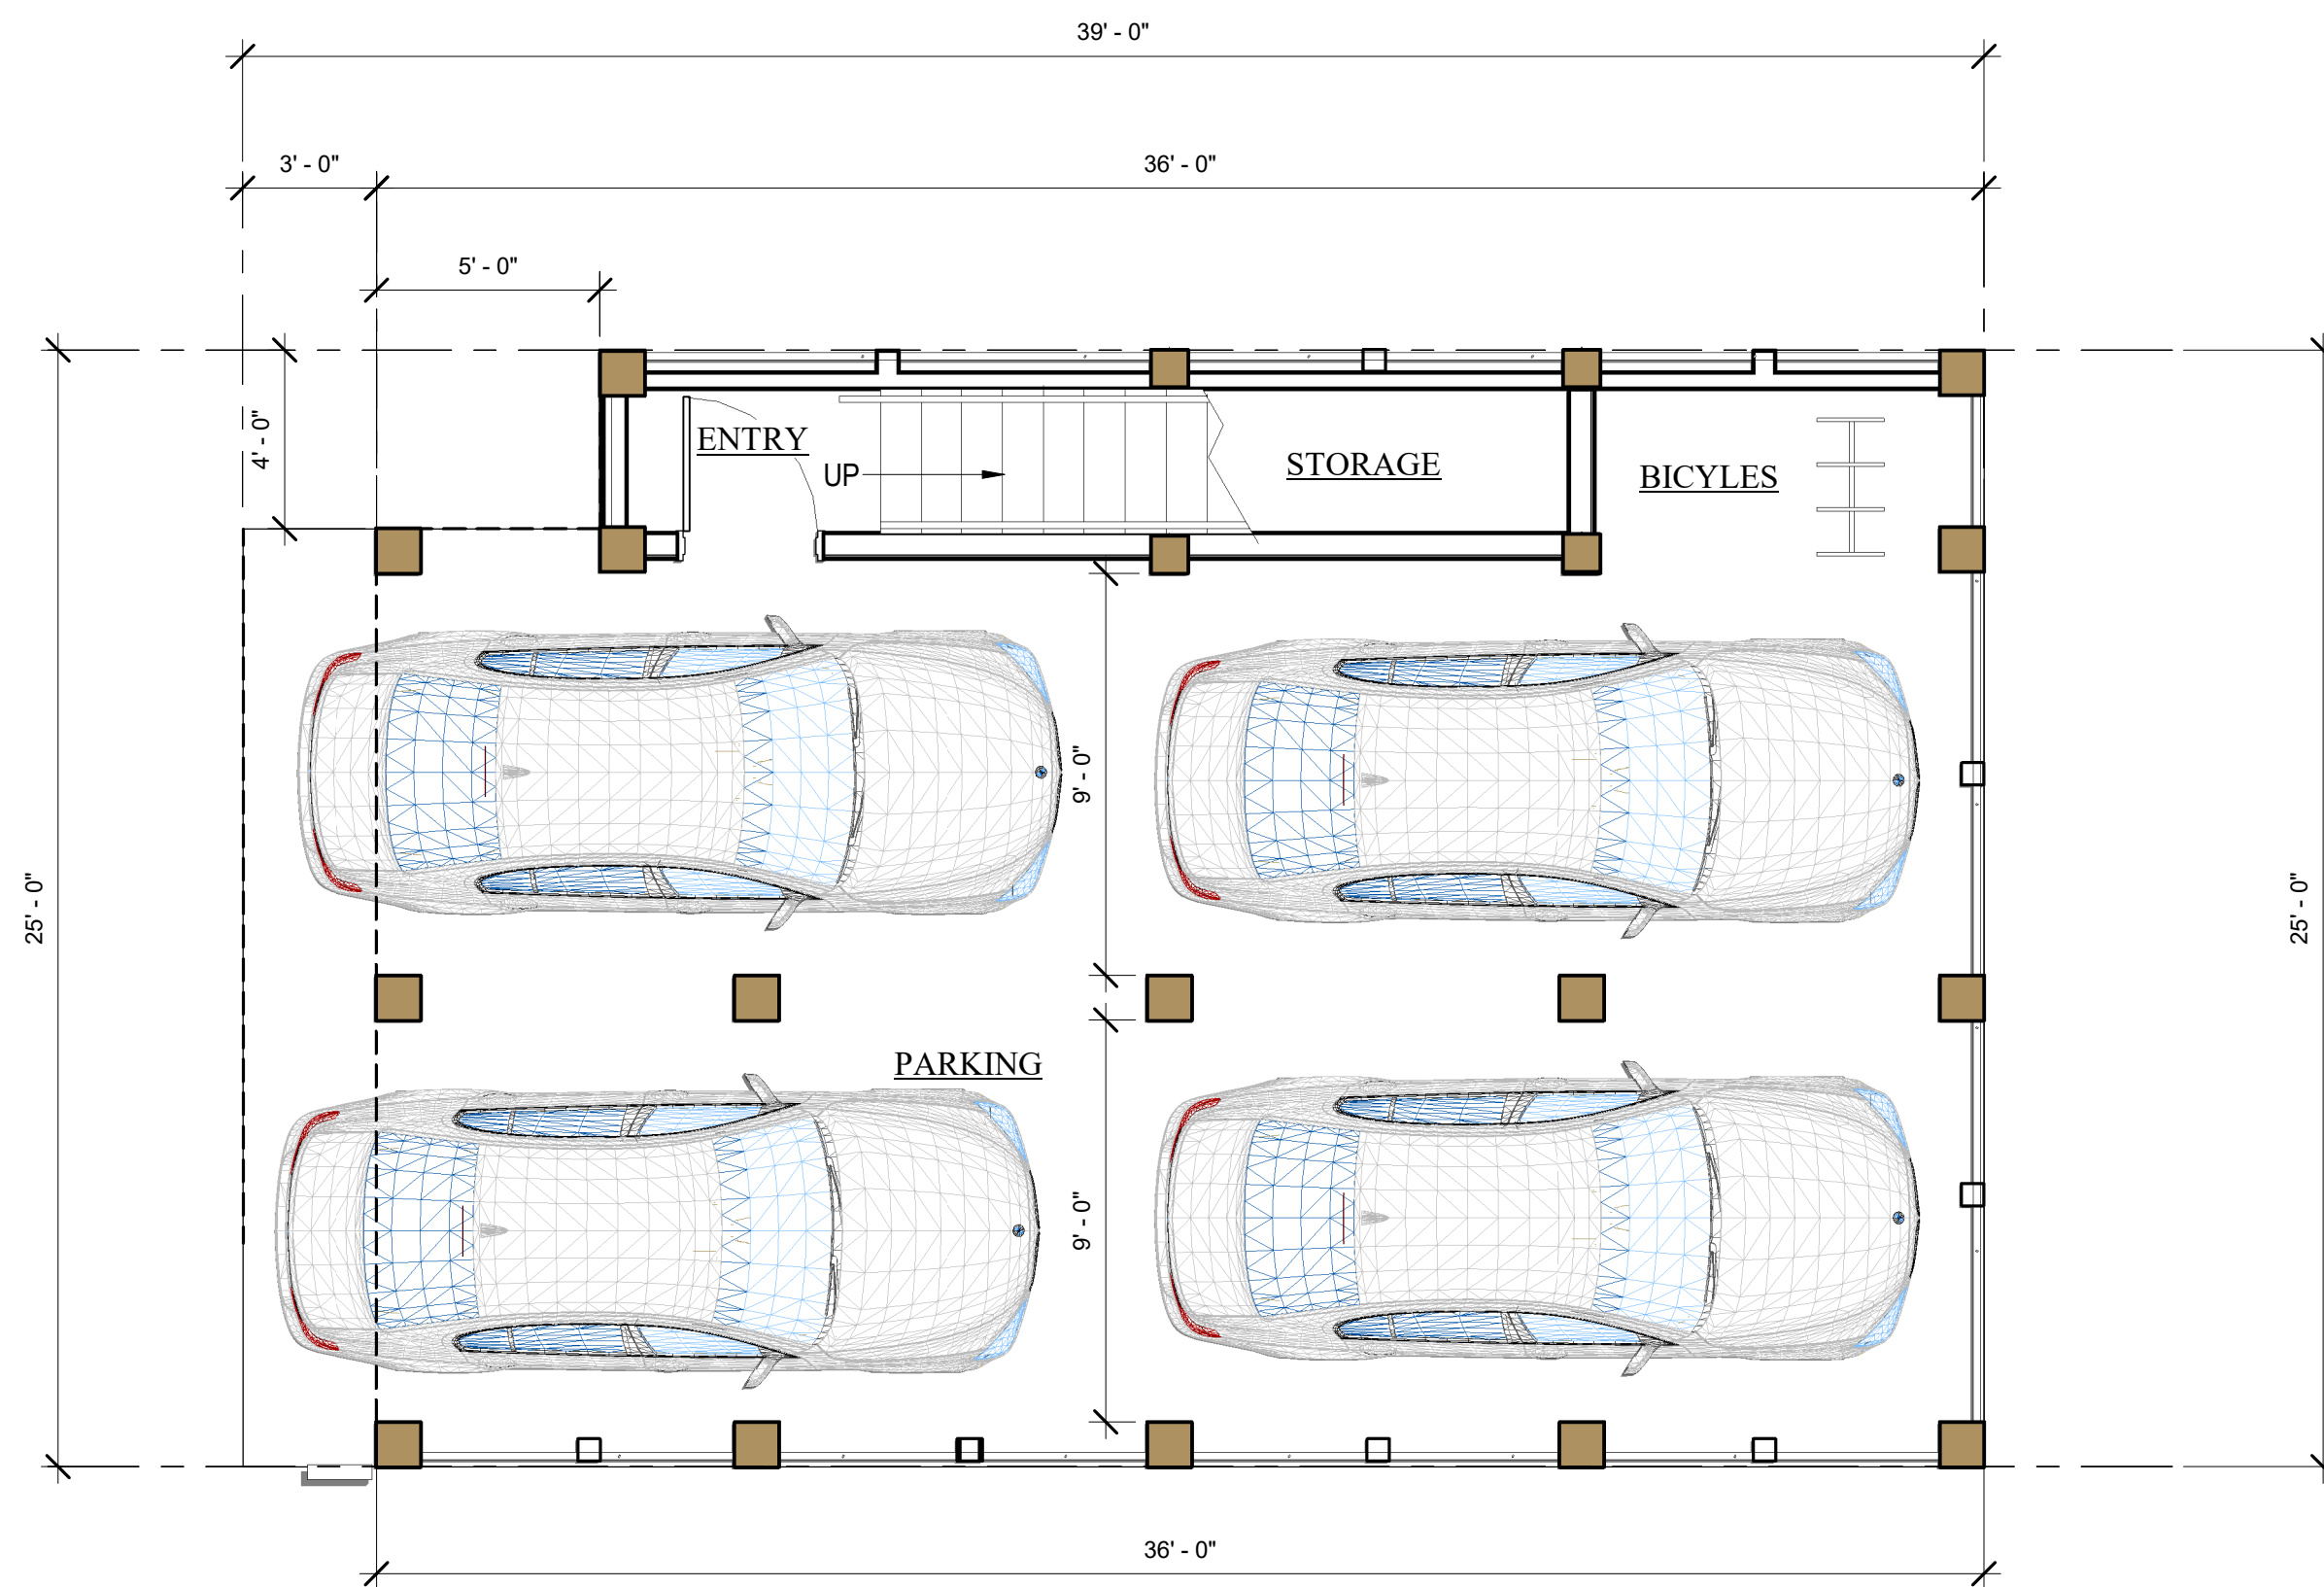 39' - 0"
3' - 0"
36' - 0"
5' - 0"
4' - 0"
ENTRY
UP
STORAGE
BICYLES
9' - 0"
25' - 0"
25' - 0"
PARKING
9' - 0"
36' - 0"